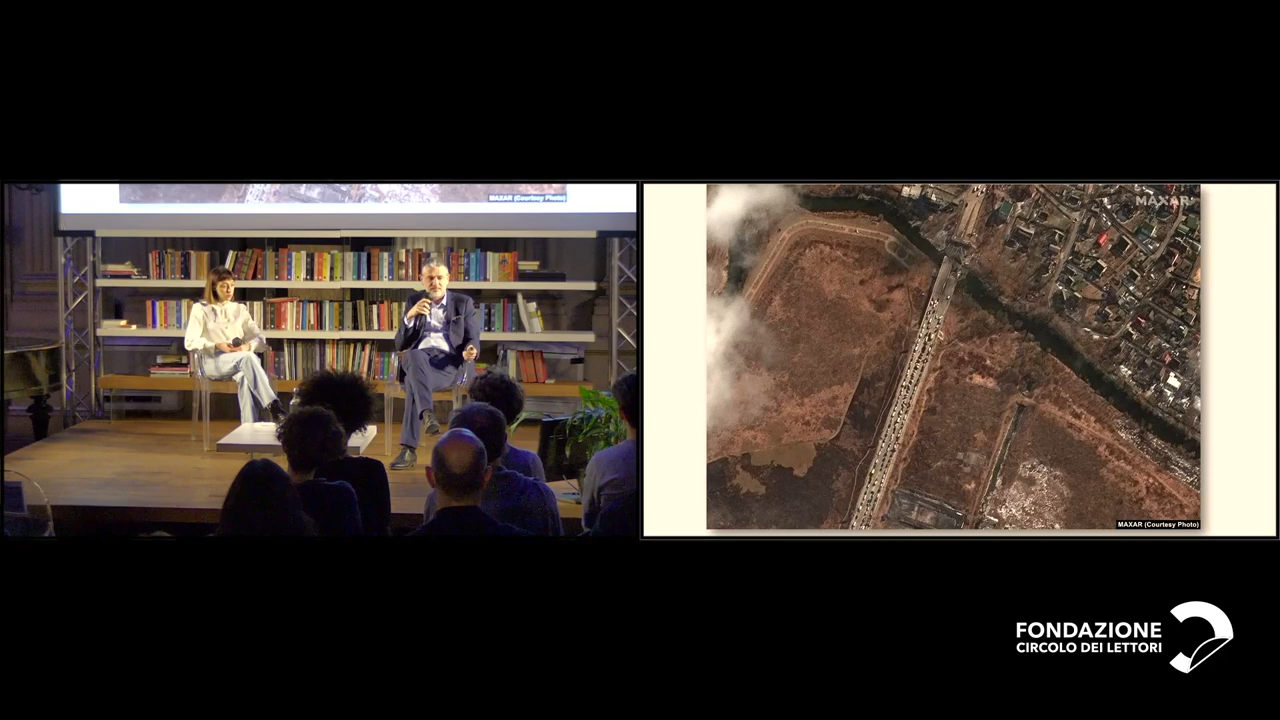 MAXAR (Courtesy Photo)
MAXAR
MAXAR (Courtesy Photo)
FONDAZIONE
CIRCOLO DEI LETTORI